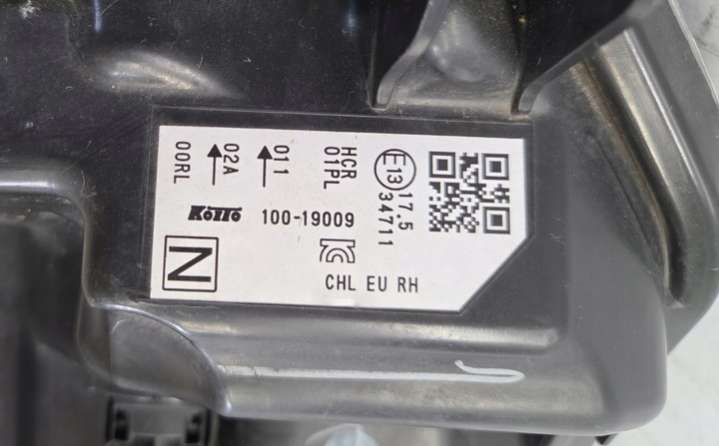 HCR
01PL
011
02A
00RL
E13
17.5
34711
KOITO
100-19009
N
CHL EU RH